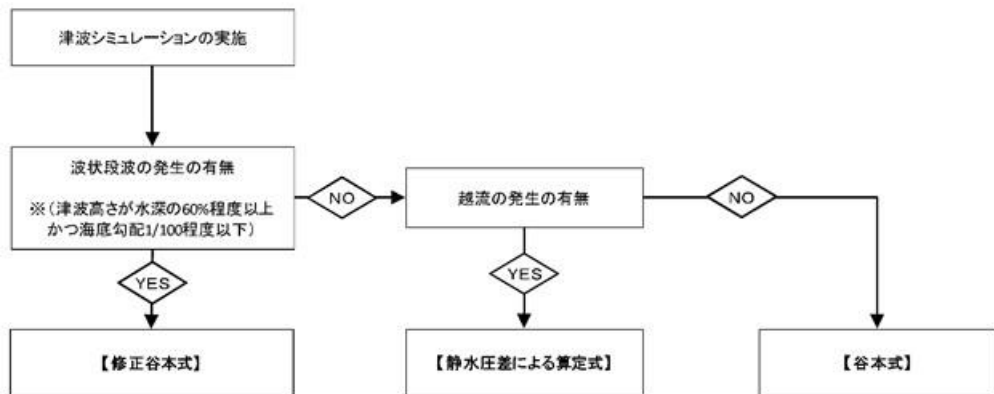 津波シミュレーションの実施
波状段波の発生の有無
※(津波高さが水深の60%程度以上
かつ海底勾配1/100程度以下)
NO
越流の発生の有無
NO
YES
YES
【修正谷本式】
【静水圧差による算定式】
【谷本式】